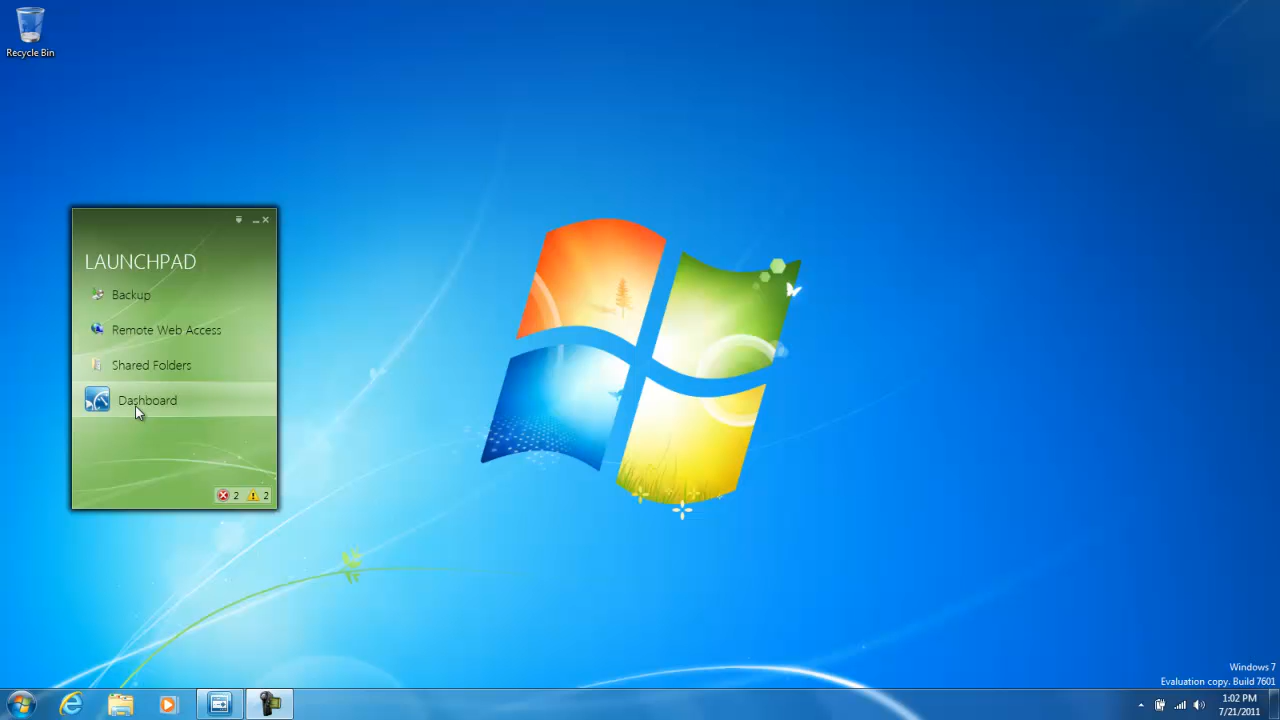 Recycle Bin
LAUNCHPAD
Backup
Remote Web Access
Shared Folders
Dashboard
2 2
Windows 7
Evaluation copy. Build 7601
1:02 PM
7/21/2011